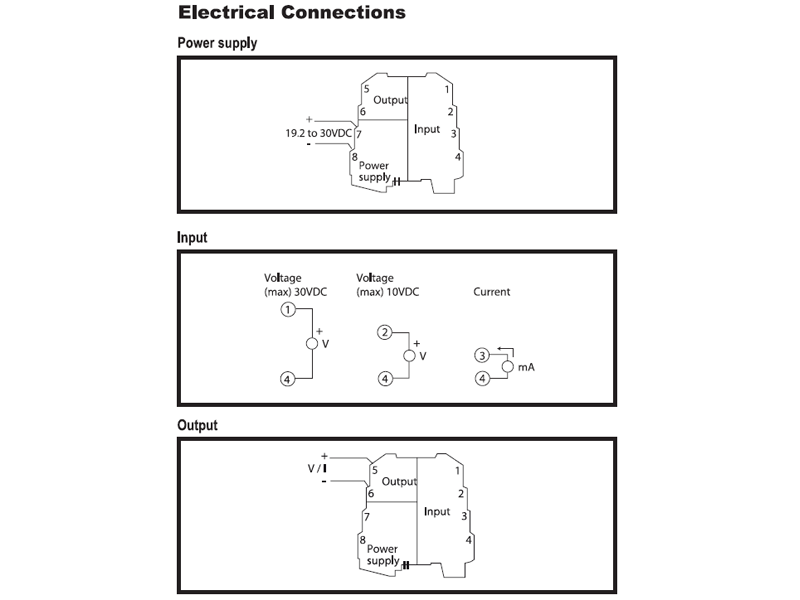 Electrical Connections
Power supply
5
1
Output
6
2
+
19.2 to 30VDC
7
Input
3
-
8
4
Power
supply
Input
Voltage
(max) 30VDC
1
+
V
4
Voltage
(max) 10VDC
2
+
V
4
Current
3
mA
4
Output
+
V / I
-
5
1
Output
6
2
7
Input
3
8
4
Power
supply